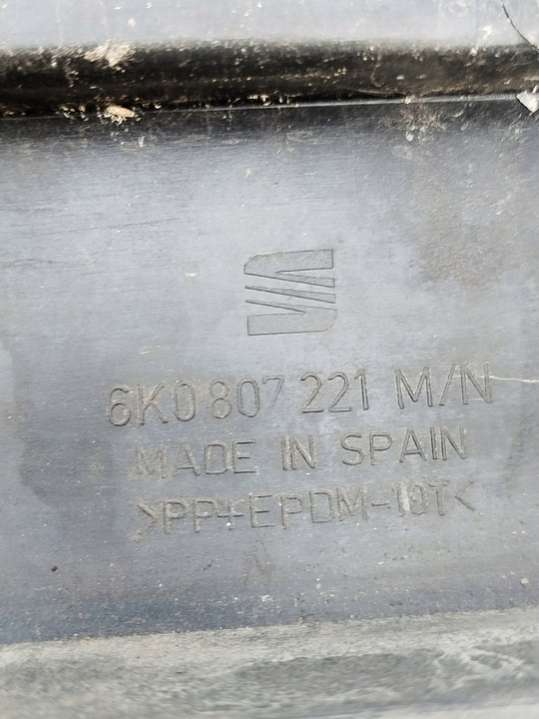 6K0 807 221 M/N
MADE IN SPAIN
>PP+EPDM-10T<